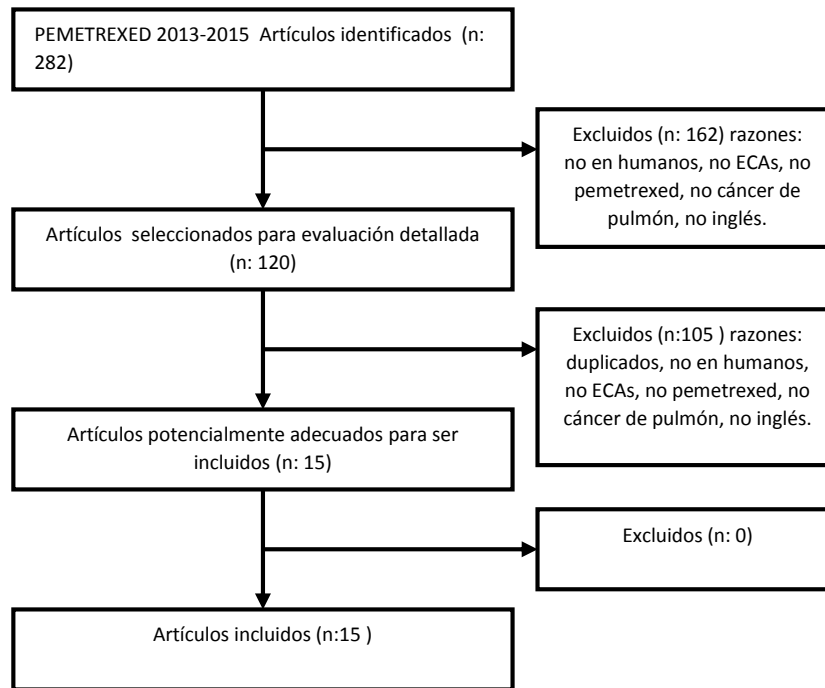 PEMETREXED 2013-2015 Artículos identificados (n:
282)
Excluidos (n: 162) razones:
no en humanos, no ECAs, no
pemetrexed, no cáncer de
pulmón, no inglés.
Artículos seleccionados para evaluación detallada
(n: 120)
Excluidos (n:105 ) razones:
duplicados, no en humanos,
no ECAs, no pemetrexed, no
cáncer de pulmón, no inglés.
Artículos potencialmente adecuados para ser
incluidos (n: 15)
Excluidos (n: 0)
Artículos incluidos (n:15 )